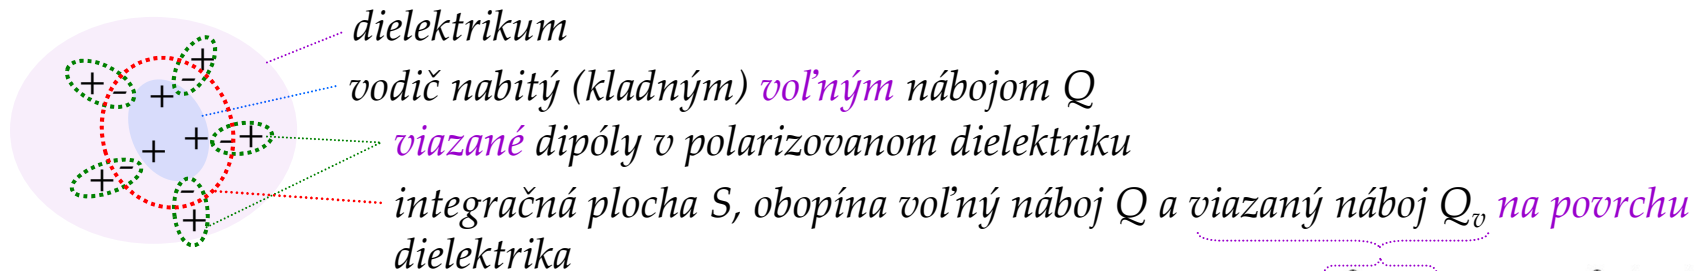 dielektrikum
vodič nabitý (kladným) voľným nábojom Q
viazané dipóly v polarizovanom dielektriku
integračná plocha S, obopína voľný náboj Q a viazaný náboj Qᵥ na povrchu
dielektrika
+ - + - + + - + + - + - + - +